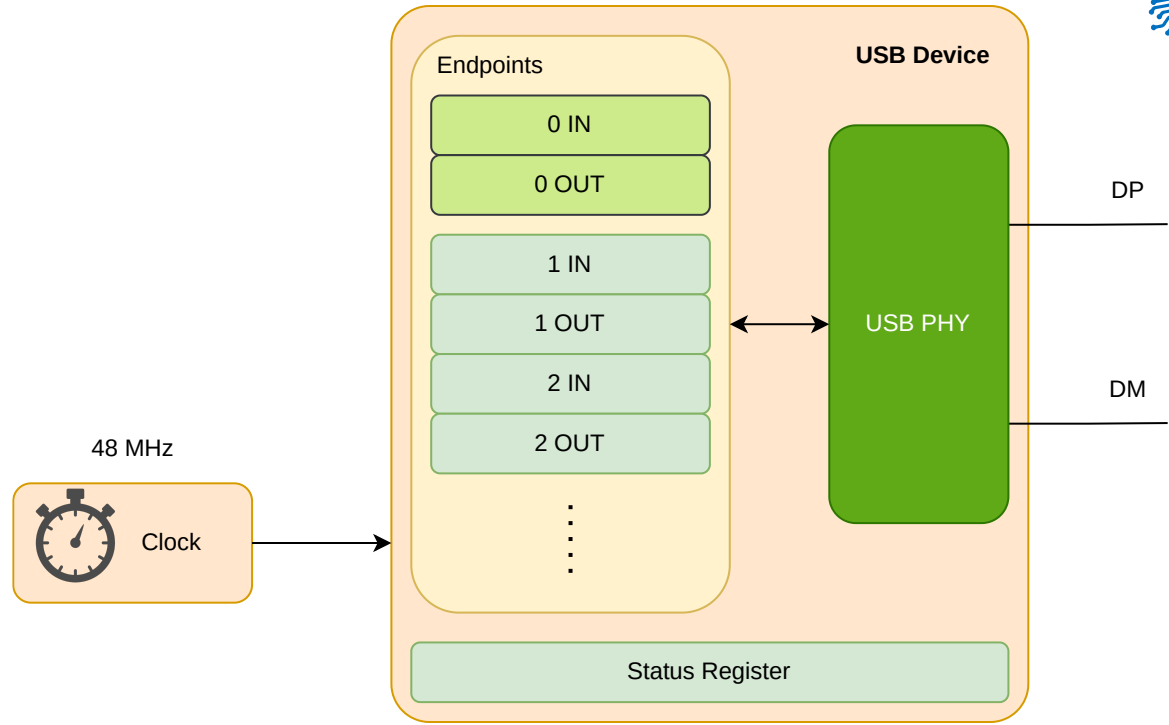 USB Device
Endpoints
0 IN
0 OUT
1 IN
1 OUT
2 IN
2 OUT
USB PHY
DP
DM
48 MHz
Clock
Status Register